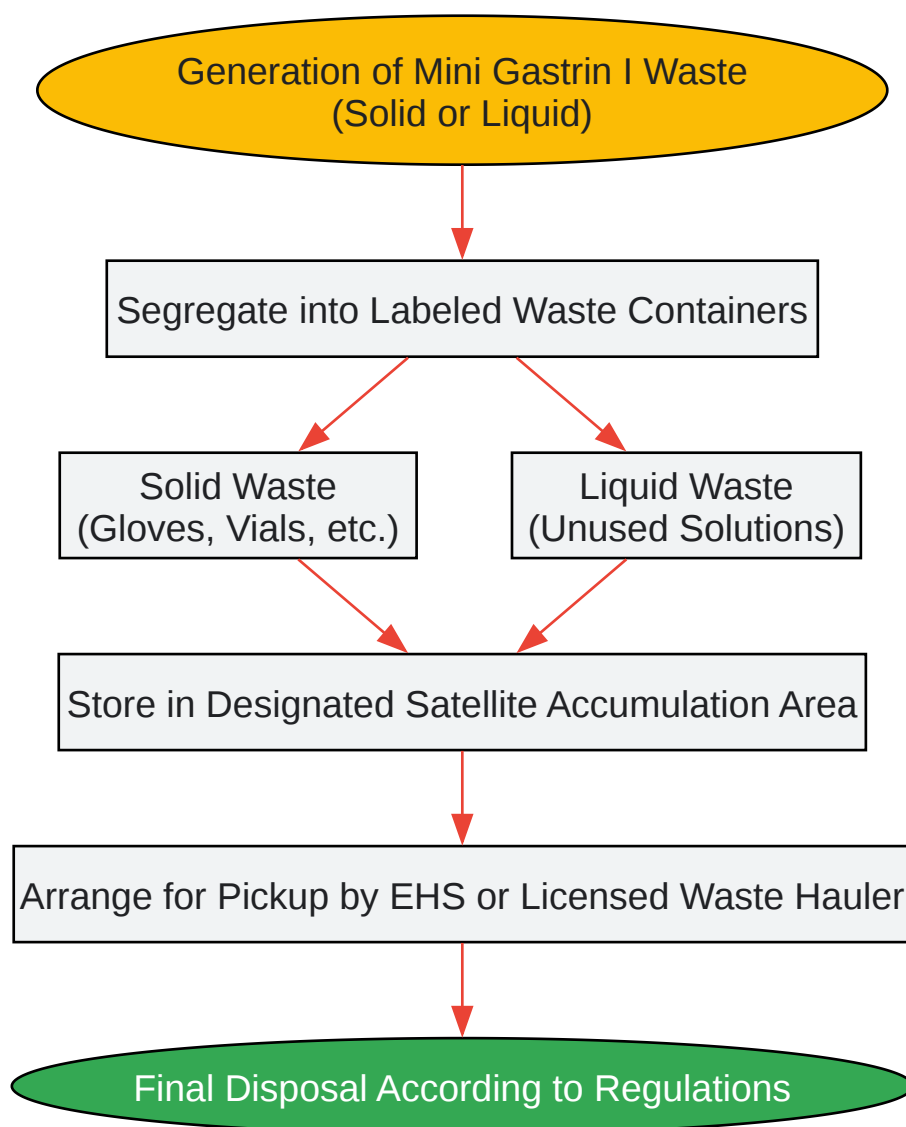 Generation of Mini Gastrin I Waste
(Solid or Liquid)
Segregate into Labeled Waste Containers
Solid Waste
(Gloves, Vials, etc.)
Liquid Waste
(Unused Solutions)
Store in Designated Satellite Accumulation Area
Arrange for Pickup by EHS or Licensed Waste Hauler
Final Disposal According to Regulations